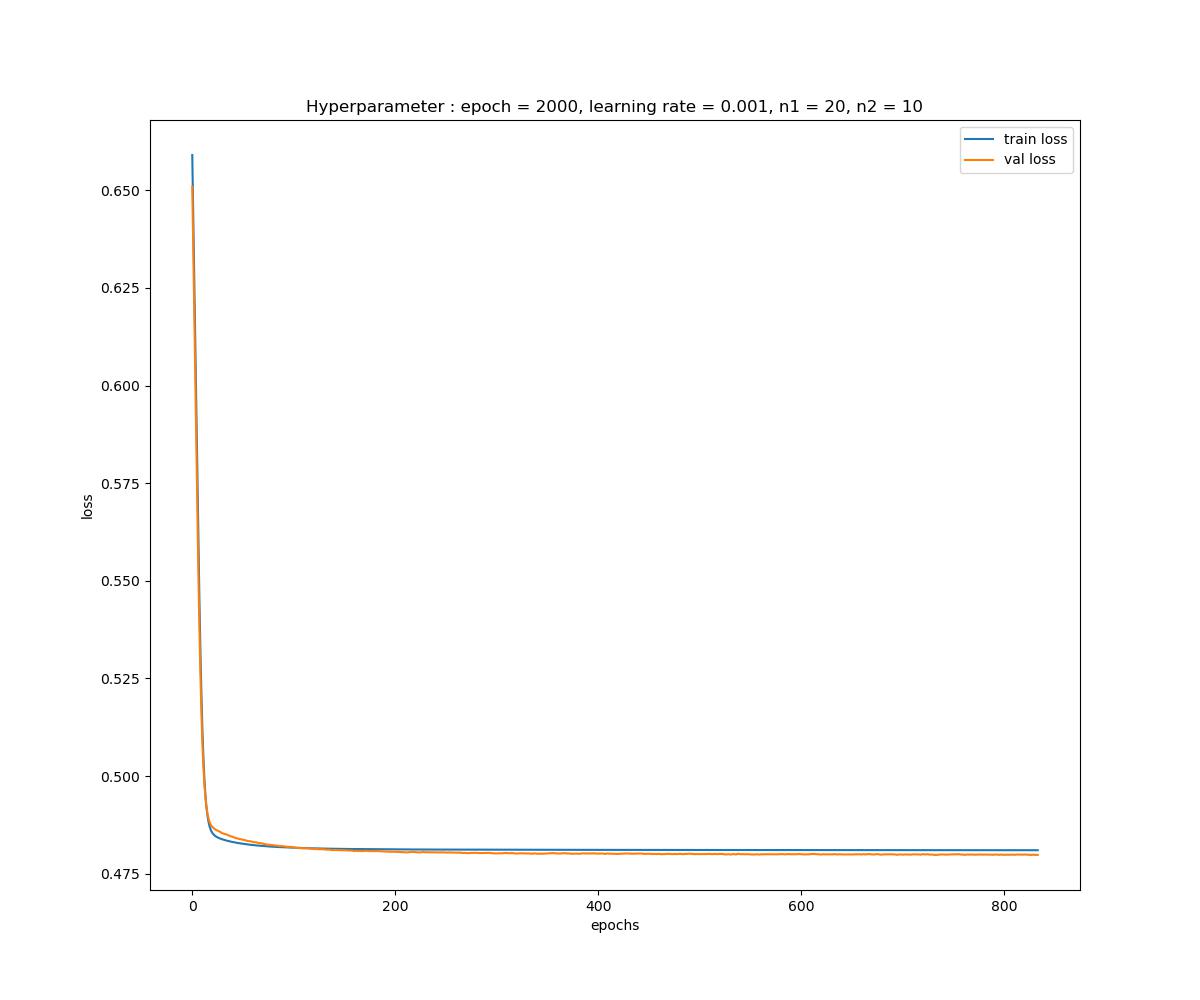 Hyperparameter : epoch = 2000, learning rate = 0.001, n1 = 20, n2 = 10
train loss
val loss
0.650
0.625
0.600
0.575
0.550
0.525
0.500
0.475
loss
0 200 400 600 800
epochs